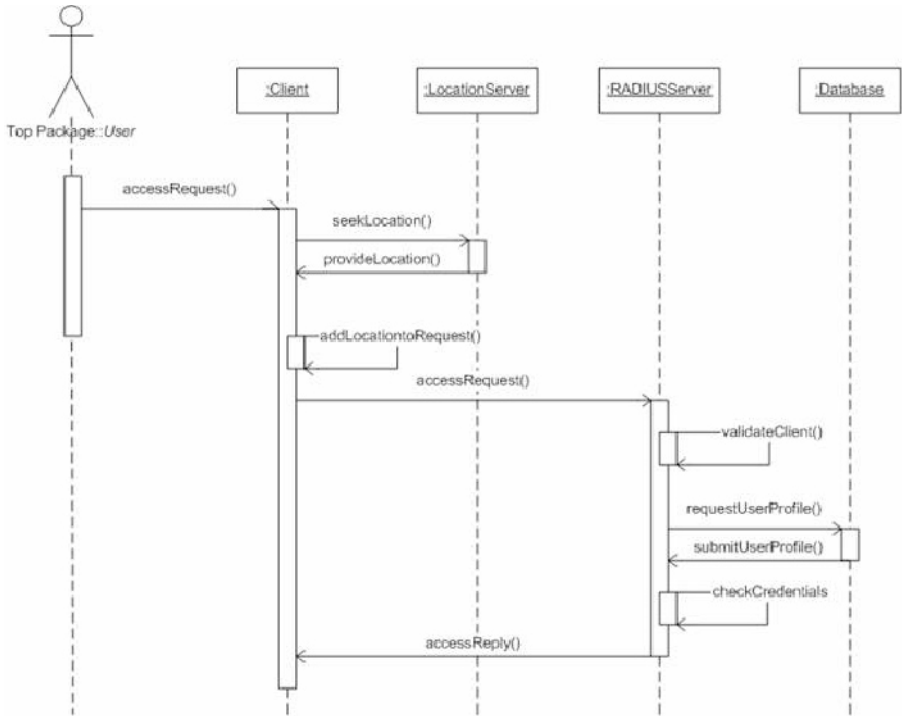 :Client
:LocationServer
:RADIUSServer
:Database
Top Package::User
accessRequest()
seekLocation()
provideLocation()
addLocationtoRequest()
accessRequest()
validateClient()
requestUserProfile()
submitUserProfile()
checkCredentials
accessReply()